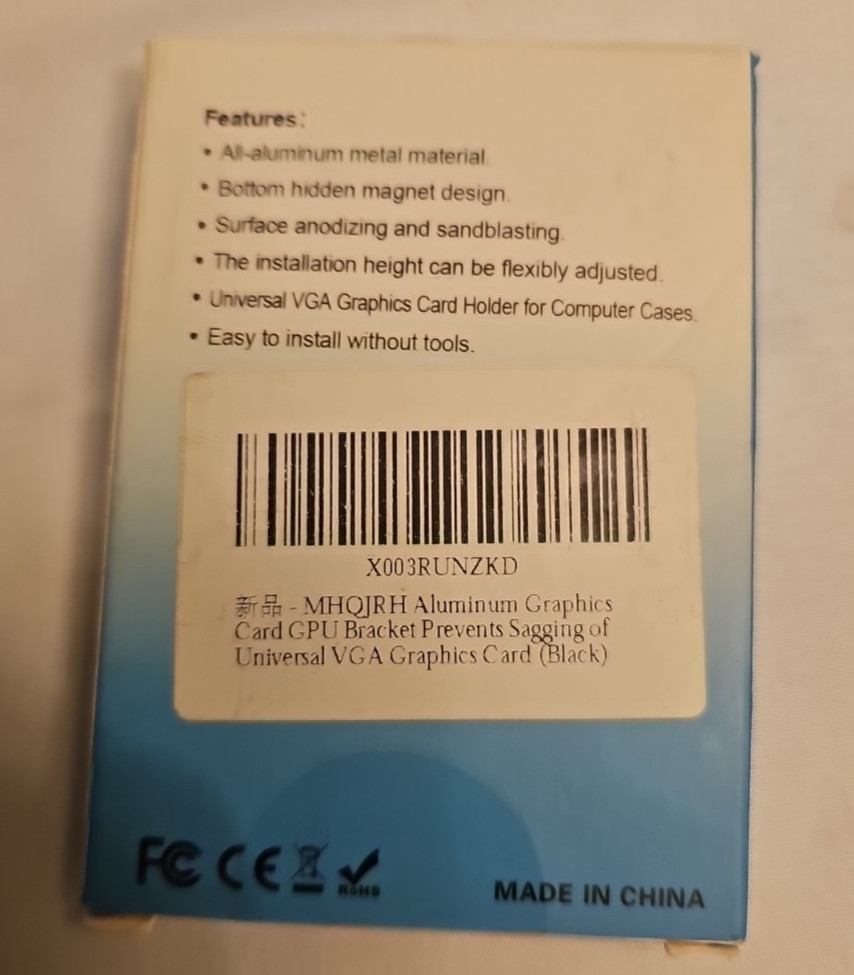 Features:
• All-aluminum metal material.
• Bottom hidden magnet design.
• Surface anodizing and sandblasting.
• The installation height can be flexibly adjusted.
• Universal VGA Graphics Card Holder for Computer Cases.
• Easy to install without tools.
X003RUNZKD
新品 - MHQJRH Aluminum Graphics
Card GPU Bracket Prevents Sagging of
Universal VGA Graphics Card (Black)
FC CE RoHS
MADE IN CHINA